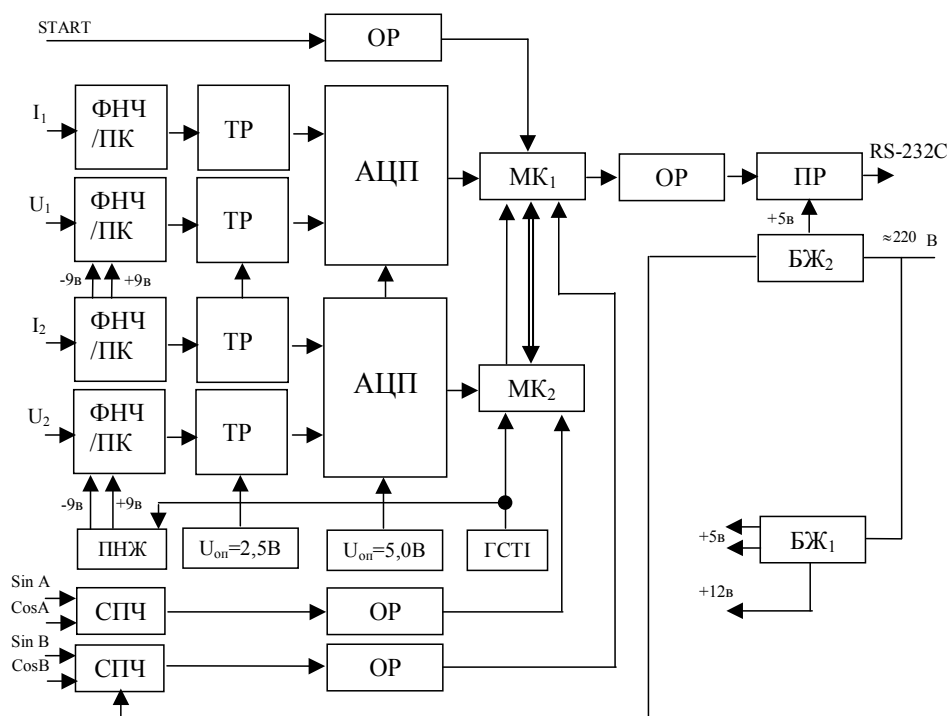 START
ОР
I₁
ФНЧ
/ПК
ТР
АЦП
МК₁
ОР
ПР
RS-232C
U₁
ФНЧ
/ПК
ТР
+5в
≈220 В
БЖ₂
-9в +9в
I₂
ФНЧ
/ПК
ТР
АЦП
МК₂
U₂
ФНЧ
/ПК
ТР
-9в +9в
ПНЖ
Uоп=2,5В
Uоп=5,0В
ГСТІ
+5в
БЖ₁
+12в
Sin A
CosA
СПЧ
ОР
Sin B
CosB
СПЧ
ОР